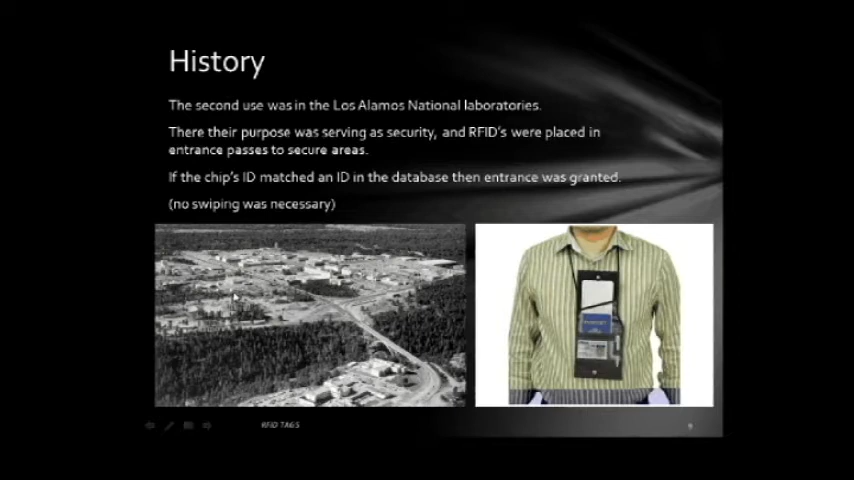 History
The second use was in the Los Alamos National laboratories.
There their purpose was serving as security, and RFID's were placed in
entrance passes to secure areas.
If the chip's ID matched an ID in the database then entrance was granted.
(no swiping was necessary)
RFID TAGS
9